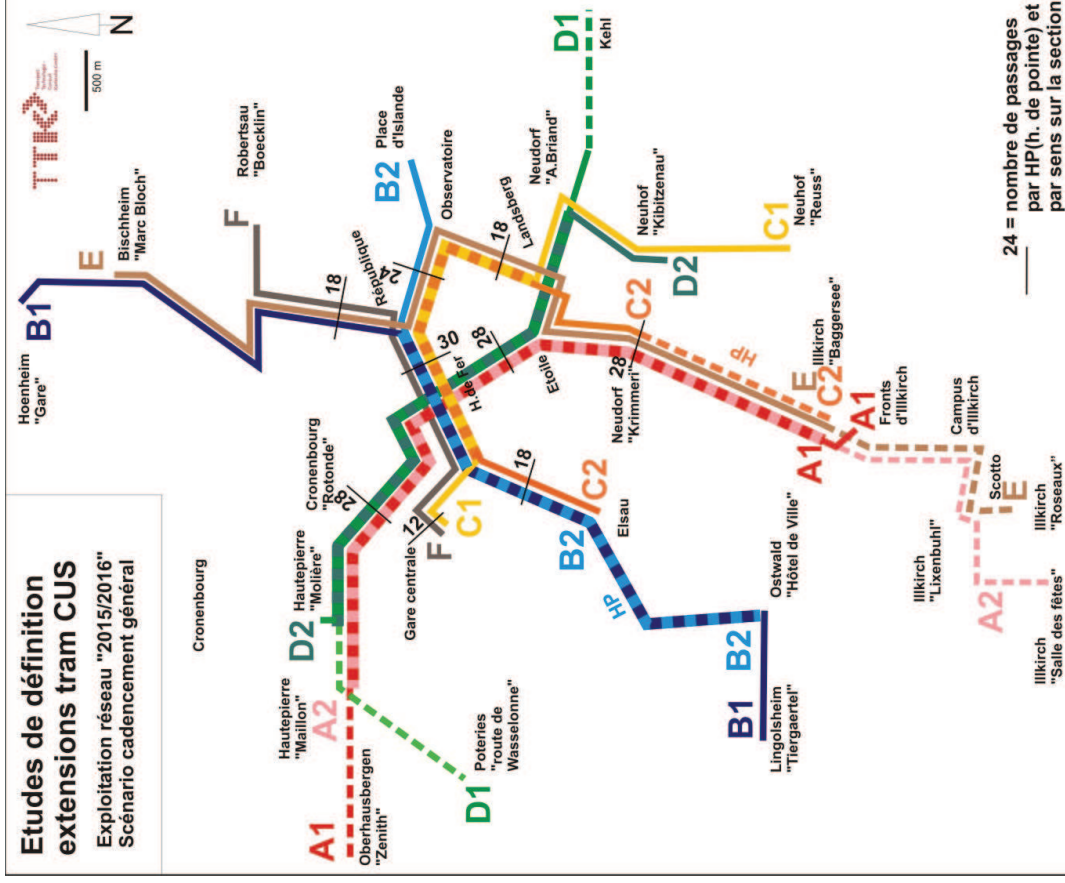 Etudes de définition
extensions tram CUS
Exploitation réseau "2015/2016"
Scénario cadencement général
TTK
N
500 m
Hoenheim
"Gare"
B1
E
Bischheim
"Marc Bloch"
Robertsau
"Boecklin"
F
18
République
Place
d'Islande
B2
Observatoire
24
30
18
Landsberg
Cronenbourg
Cronenbourg
"Rotonde"
28
H.de Fer
28
Etoile
Neudorf
"A.Briand"
D1
Kehl
Hautepierre
"Molière"
D2
Gare centrale
12
F
C1
18
C2
Elsau
B2
HP
Neudorf
"Krimmeri"
28
C2
HP
Neuhof
"Kibitzenau"
D2
C1
Neuhof
"Reuss"
Hautepierre
"Maillon"
A2
A1
Oberhausbergen
"Zenith"
D1
Poteries
"route de
Wasselonne"
Ostwald
"Hôtel de Ville"
B2
B1
Lingolsheim
"Tiergaertel"
E
C2
Illkirch
"Baggersee"
A1
A1
Fronts
d'Illkirch
Campus
d'Illkirch
Illkirch
"Lixenbuhl"
Scotto
E
Illkirch
"Roseaux"
A2
Illkirch
"Salle des fêtes"
24 = nombre de passages
par HP(h. de pointe) et
par sens sur la section